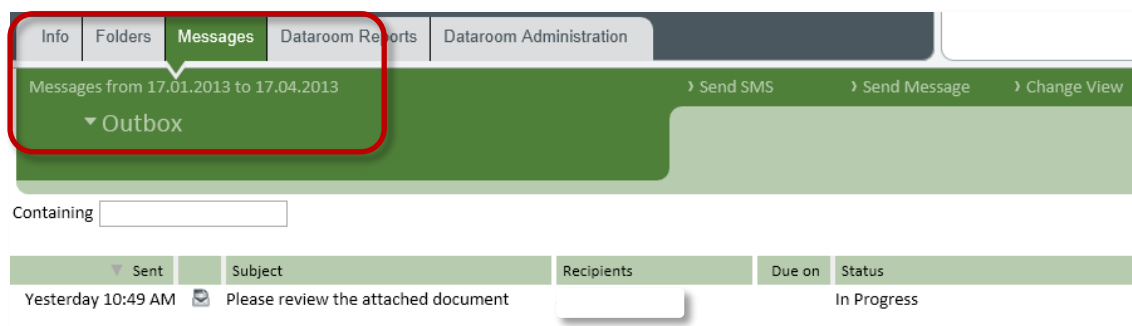 Info Folders Messages Dataroom Reports Dataroom Administration
Messages from 17.01.2013 to 17.04.2013 Send SMS Send Message Change View
Outbox
Containing
Sent Subject Recipients Due on Status
Yesterday 10:49 AM Please review the attached document In Progress